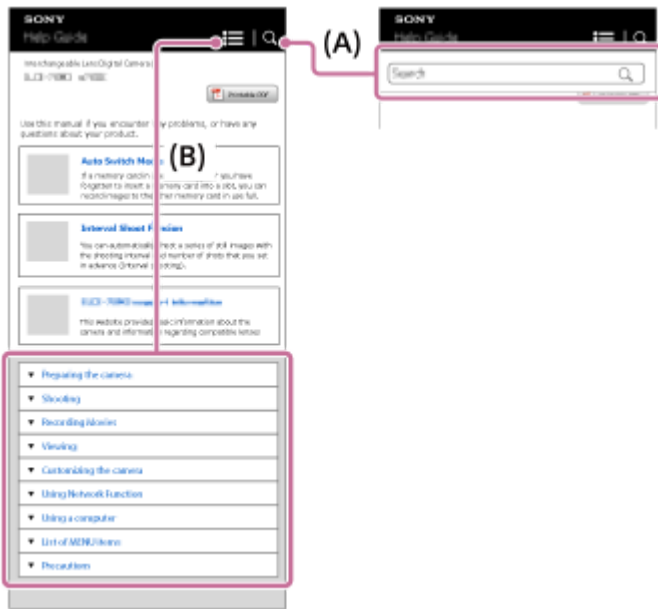 SONY
Help Guide
Interchangeable Lens Digital Camera
Printable PDF
Use this manual if you encounter any problems, or have any
questions about your product.
Auto Switch Media
If a memory card in
you have
forgotten to insert a memory card into a slot, you can
record images to the other memory card in use full.
Interval Shoot Function
You can automatically shoot a series of still images with
the shooting interval and number of shots that you set
in advance (interval shooting).
This website provides basic information about the
camera and information regarding compatible lenses
Preparing the camera
Shooting
Recording Movies
Viewing
Customizing the camera
Using Network Function
Using a computer
List of MENU items
Precautions
(A)
(B)
SONY
Help Guide
Search